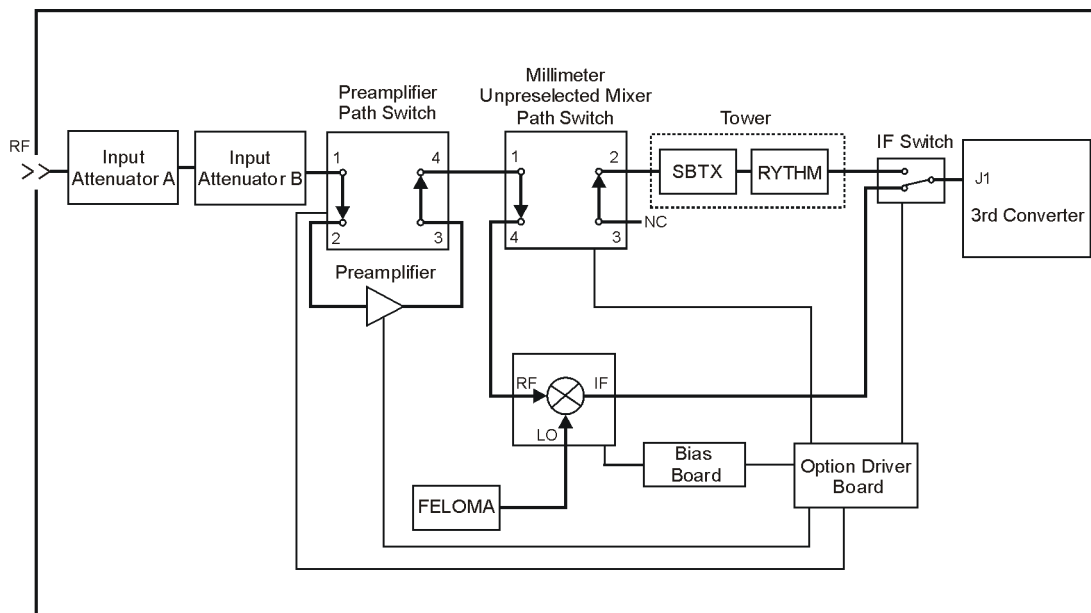 Millimeter
Unpreselected Mixer
Path Switch
Preamplifier
Path Switch
Tower
IF Switch
RF
Input
Attenuator A
Input
Attenuator B
1
4
2
3
1
2
4
3
NC
SBTX
RYTHM
J1
3rd Converter
Preamplifier
RF
IF
LO
FELOMA
Bias
Board
Option Driver
Board